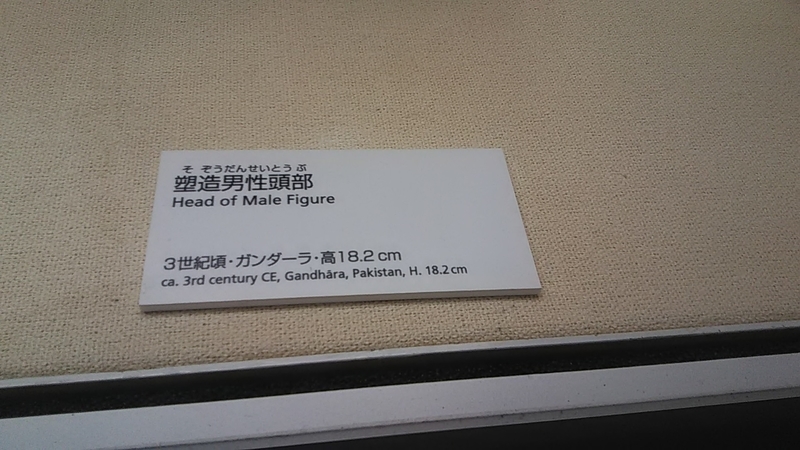 そ ぞうだんせいとうぶ
塑造男性頭部
Head of Male Figure
3世紀頃・ガンダーラ・高18.2cm
ca. 3rd century CE, Gandhâra, Pakistan, H. 18.2cm